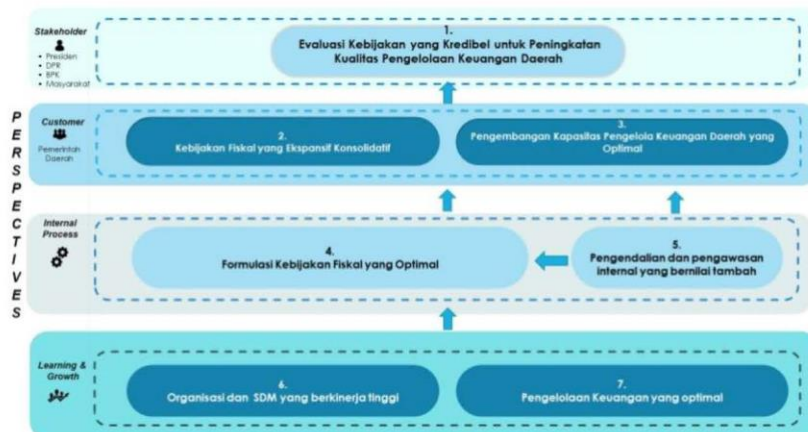 PERSPECTIVES
Stakeholder
• Presiden
• DPR
• BPK
• Masyarakat
1.
Evaluasi Kebijakan yang Kredibel untuk Peningkatan
Kualitas Pengelolaan Keuangan Daerah
Customer
Pemerintah
Daerah
2.
Kebijakan Fiskal yang Ekspansif Konsolidatif
3.
Pengembangan Kapasitas Pengelola Keuangan Daerah yang
Optimal
Internal
Process
4.
Formulasi Kebijakan Fiskal yang Optimal
5.
Pengendalian dan pengawasan
internal yang bernilai tambah
Learning &
Growth
6.
Organisasi dan SDM yang berkinerja tinggi
7.
Pengelolaan Keuangan yang optimal